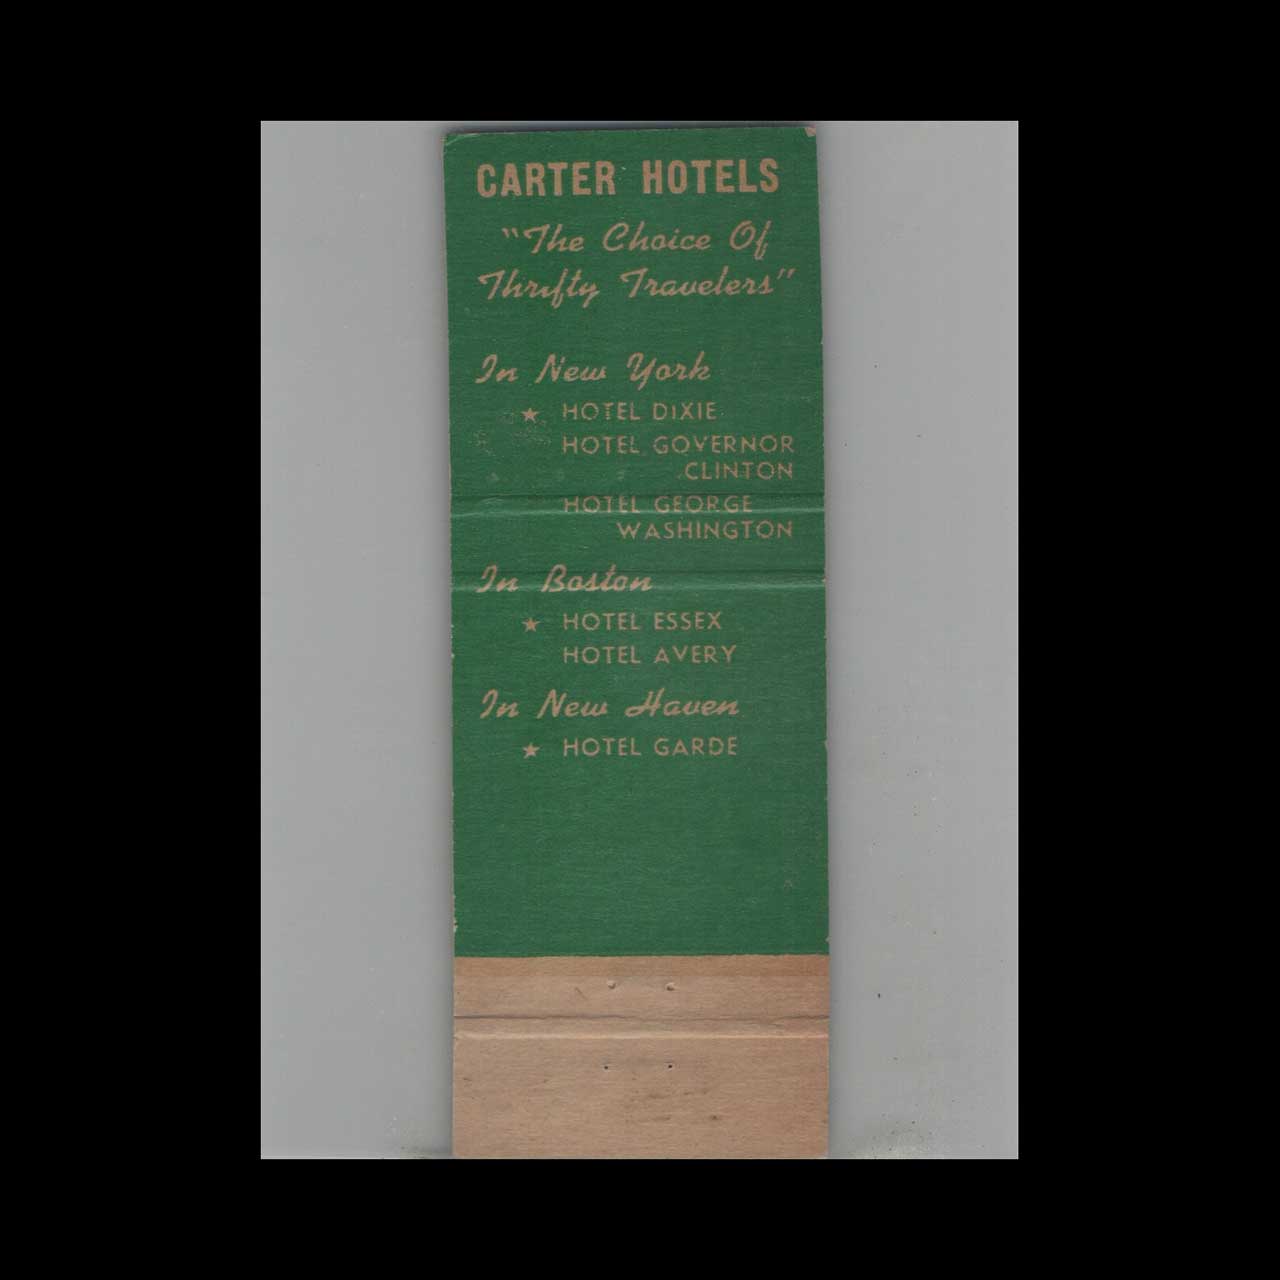 CARTER HOTELS
"The Choice Of
Thrifty Travelers"
In New York
★ HOTEL DIXIE
HOTEL GOVERNOR
CLINTON
HOTEL GEORGE
WASHINGTON
In Boston
★ HOTEL ESSEX
HOTEL AVERY
In New Haven
★ HOTEL GARDE